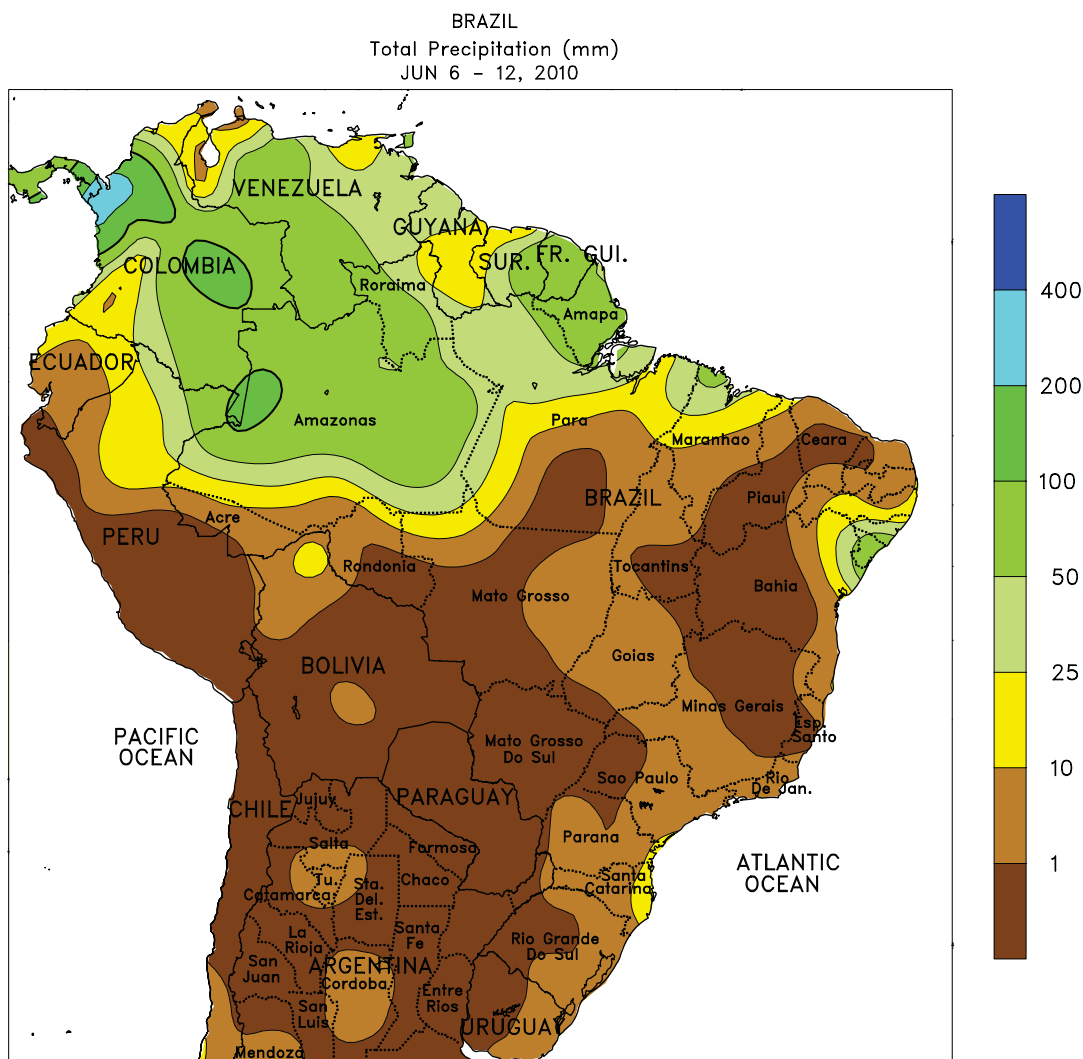 BRAZIL
Total Precipitation (mm)
JUN 6 – 12, 2010
VENEZUELA
GUYANA
SUR.
FR. GUI.
COLOMBIA
Roraima
Amapa
ECUADOR
Amazonas
Para
Maranhao
Ceara
BRAZIL
Piaui
Acre
PERU
Rondonia
Tocantins
Mato Grosso
Bahia
BOLIVIA
Goias
Minas Gerais
Esp.
Santo
PACIFIC
OCEAN
Mato Grosso
Do Sul
Sao Paulo
Rio
De Jan.
CHILE
Jujuy
PARAGUAY
Salta
Formosa
Parana
Tu.
Catamarca
Sta.
Del.
Est.
Chaco
Santa
Catarina
ATLANTIC
OCEAN
La
Rioja
Santa
Fe
Rio Grande
Do Sul
San
Juan
ARGENTINA
Cordoba
Entre
Rios
San
Luis
URUGUAY
Mendoza
400
200
100
50
25
10
1